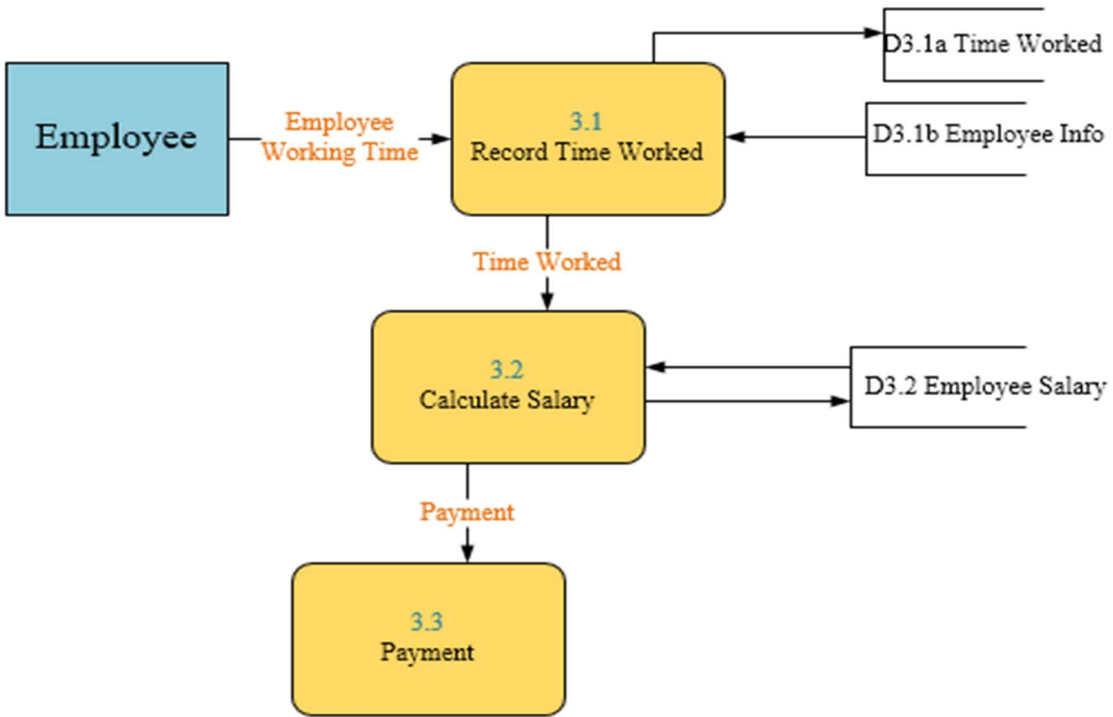 D3.1a Time Worked
Employee
Employee
Working Time
3.1
Record Time Worked
D3.1b Employee Info
Time Worked
3.2
Calculate Salary
D3.2 Employee Salary
Payment
3.3
Payment